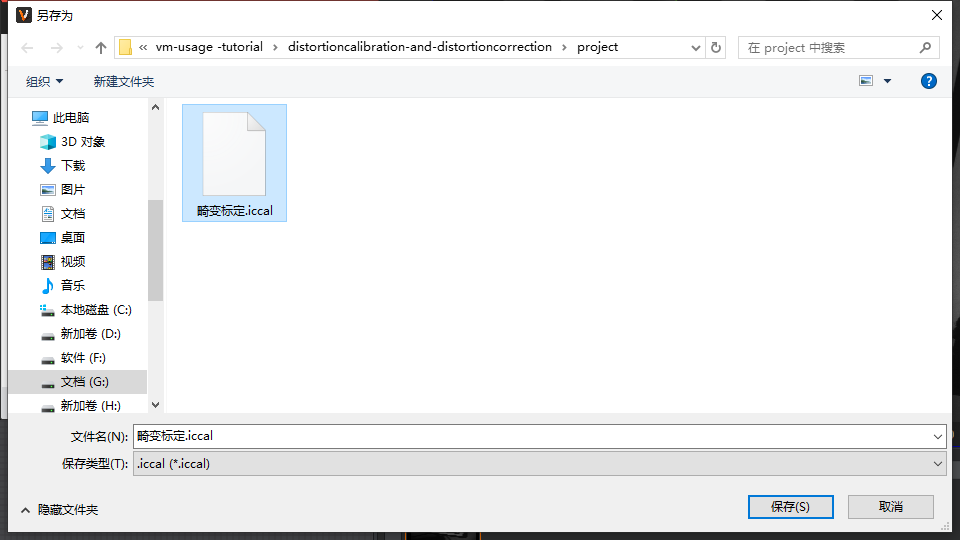 另存为
« vm-usage -tutorial › distortioncalibration-and-distortioncorrection › project
在 project 中搜索
组织
新建文件夹
此电脑
3D 对象
下载
图片
文档
桌面
视频
音乐
本地磁盘 (C:)
新加卷 (D:)
软件 (F:)
文档 (G:)
新加卷 (H:)
畸变标定.iccal
文件名(N): 畸变标定.iccal
保存类型(T): .iccal (*.iccal)
隐藏文件夹
保存(S)
取消